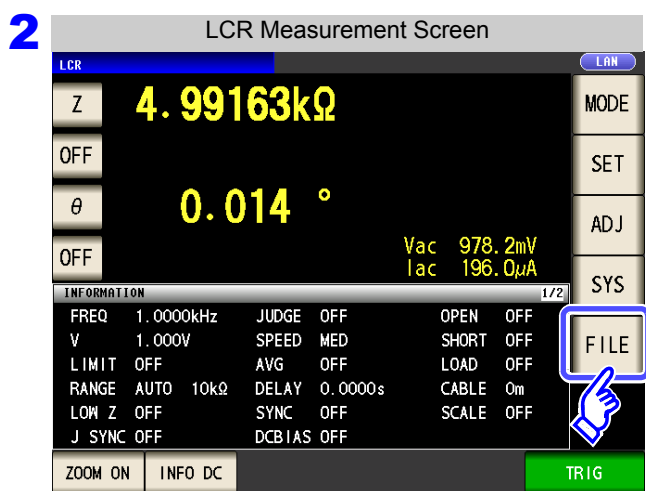 2
LCR Measurement Screen
LCR
LAN
Z
4.99163kΩ
MODE
OFF
SET
θ
0.014 °
ADJ
OFF
Vac 978.2mV
Iac 196.0μA
SYS
INFORMATION 1/2
FREQ 1.0000kHz JUDGE OFF OPEN OFF
V 1.000V SPEED MED SHORT OFF
FILE
LIMIT OFF AVG OFF LOAD OFF
RANGE AUTO 10kΩ DELAY 0.0000s CABLE 0m
LOW Z OFF SYNC OFF SCALE OFF
J SYNC OFF DCBIAS OFF
ZOOM ON INFO DC TRIG